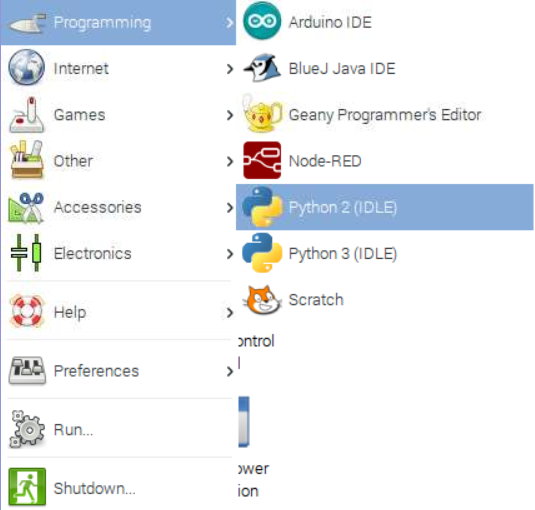 Programming
Internet
Games
Other
Accessories
Electronics
Help
Preferences
Run...
Shutdown...
Arduino IDE
BlueJ Java IDE
Geany Programmer's Editor
Node-RED
Python 2 (IDLE)
Python 3 (IDLE)
Scratch
ontrol
l
ower
ion